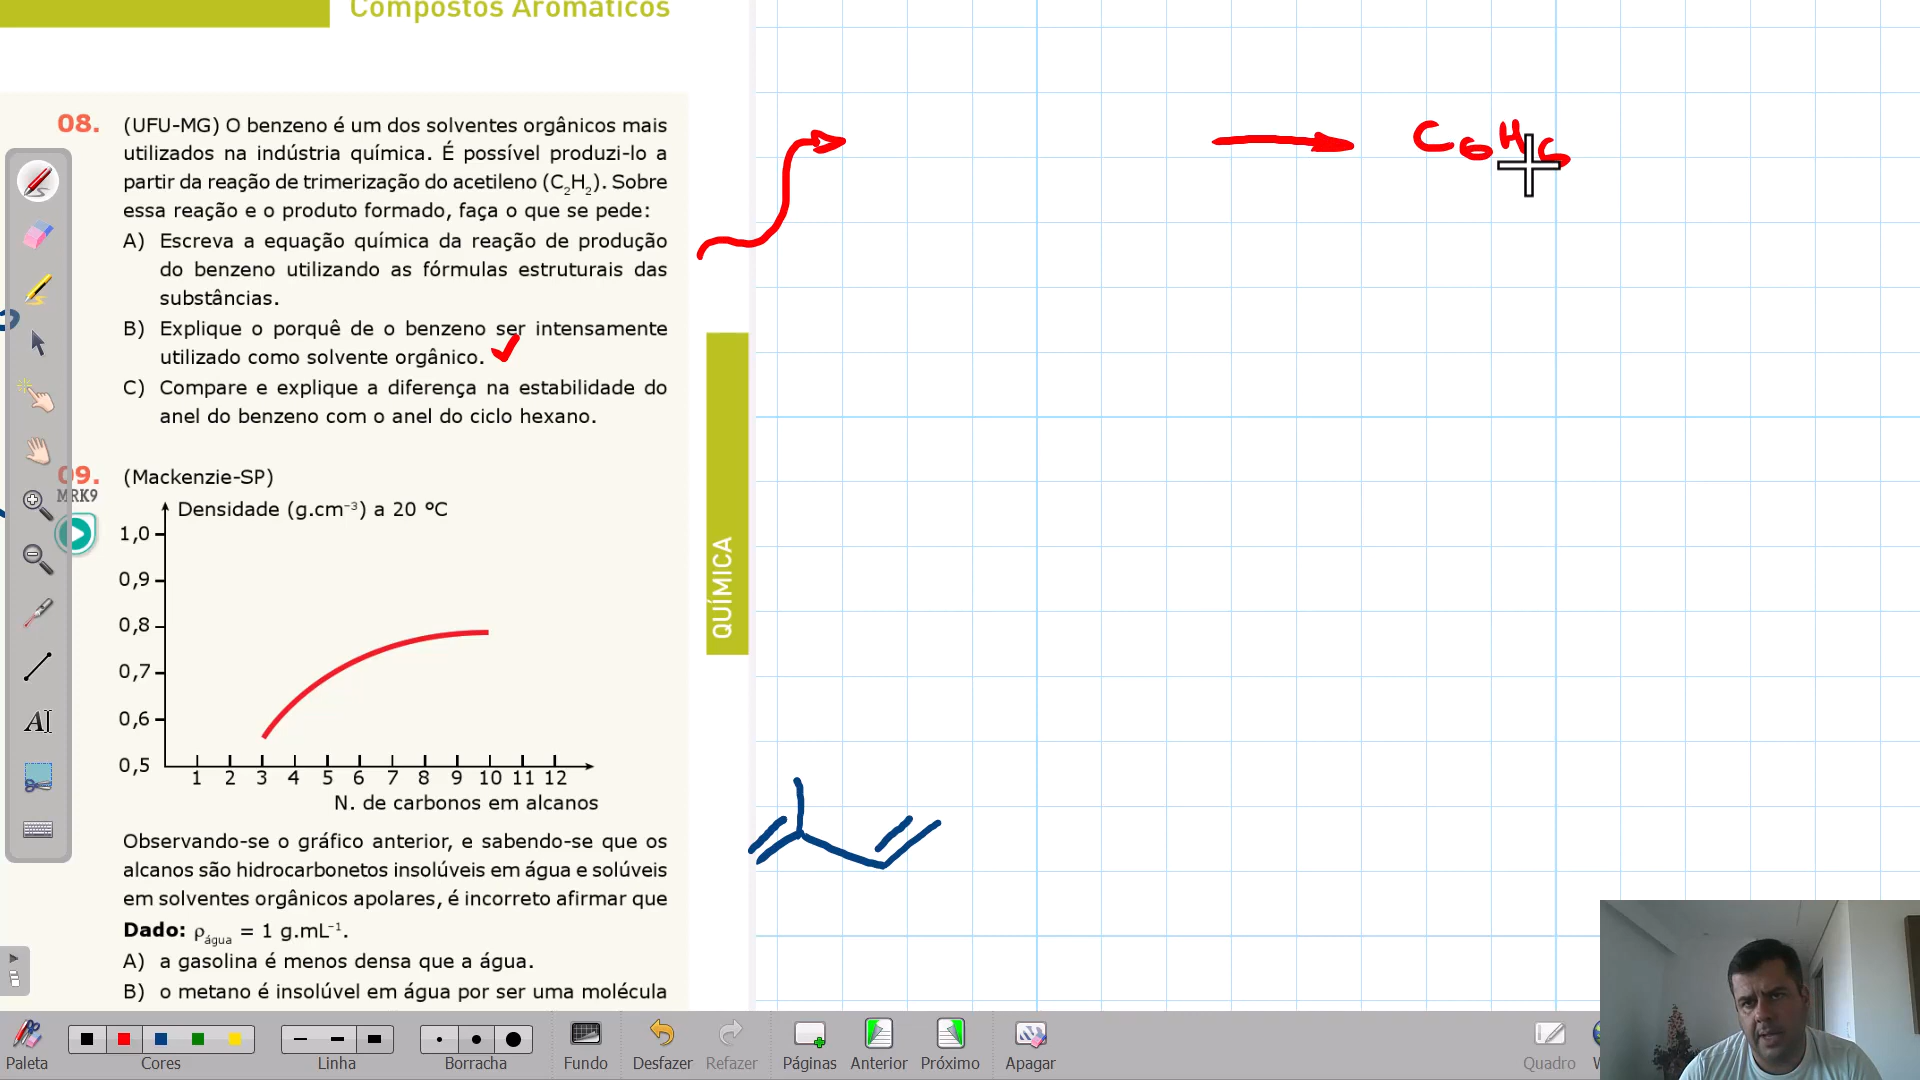 Compostos Aromáticos
08. (UFU-MG) O benzeno é um dos solventes orgânicos mais
utilizados na indústria química. É possível produzi-lo a
partir da reação de trimerização do acetileno (C₂H₂). Sobre
essa reação e o produto formado, faça o que se pede:
A) Escreva a equação química da reação de produção
do benzeno utilizando as fórmulas estruturais das
substâncias.
B) Explique o porquê de o benzeno ser intensamente
utilizado como solvente orgânico.
C) Compare e explique a diferença na estabilidade do
anel do benzeno com o anel do ciclo hexano.
09. (Mackenzie-SP)
MRK9
Densidade (g.cm⁻³) a 20 ºC
1,0
0,9
0,8
0,7
0,6
0,5
1 2 3 4 5 6 7 8 9 10 11 12
N. de carbonos em alcanos
Observando-se o gráfico anterior, e sabendo-se que os
alcanos são hidrocarbonetos insolúveis em água e solúveis
em solventes orgânicos apolares, é incorreto afirmar que
Dado: ρágua = 1 g.mL⁻¹.
A) a gasolina é menos densa que a água.
B) o metano é insolúvel em água por ser uma molécula
QUÍMICA
C₆H₆
Paleta
Cores
Linha
Borracha
Fundo
Desfazer
Refazer
Páginas
Anterior
Próximo
Apagar
Quadro